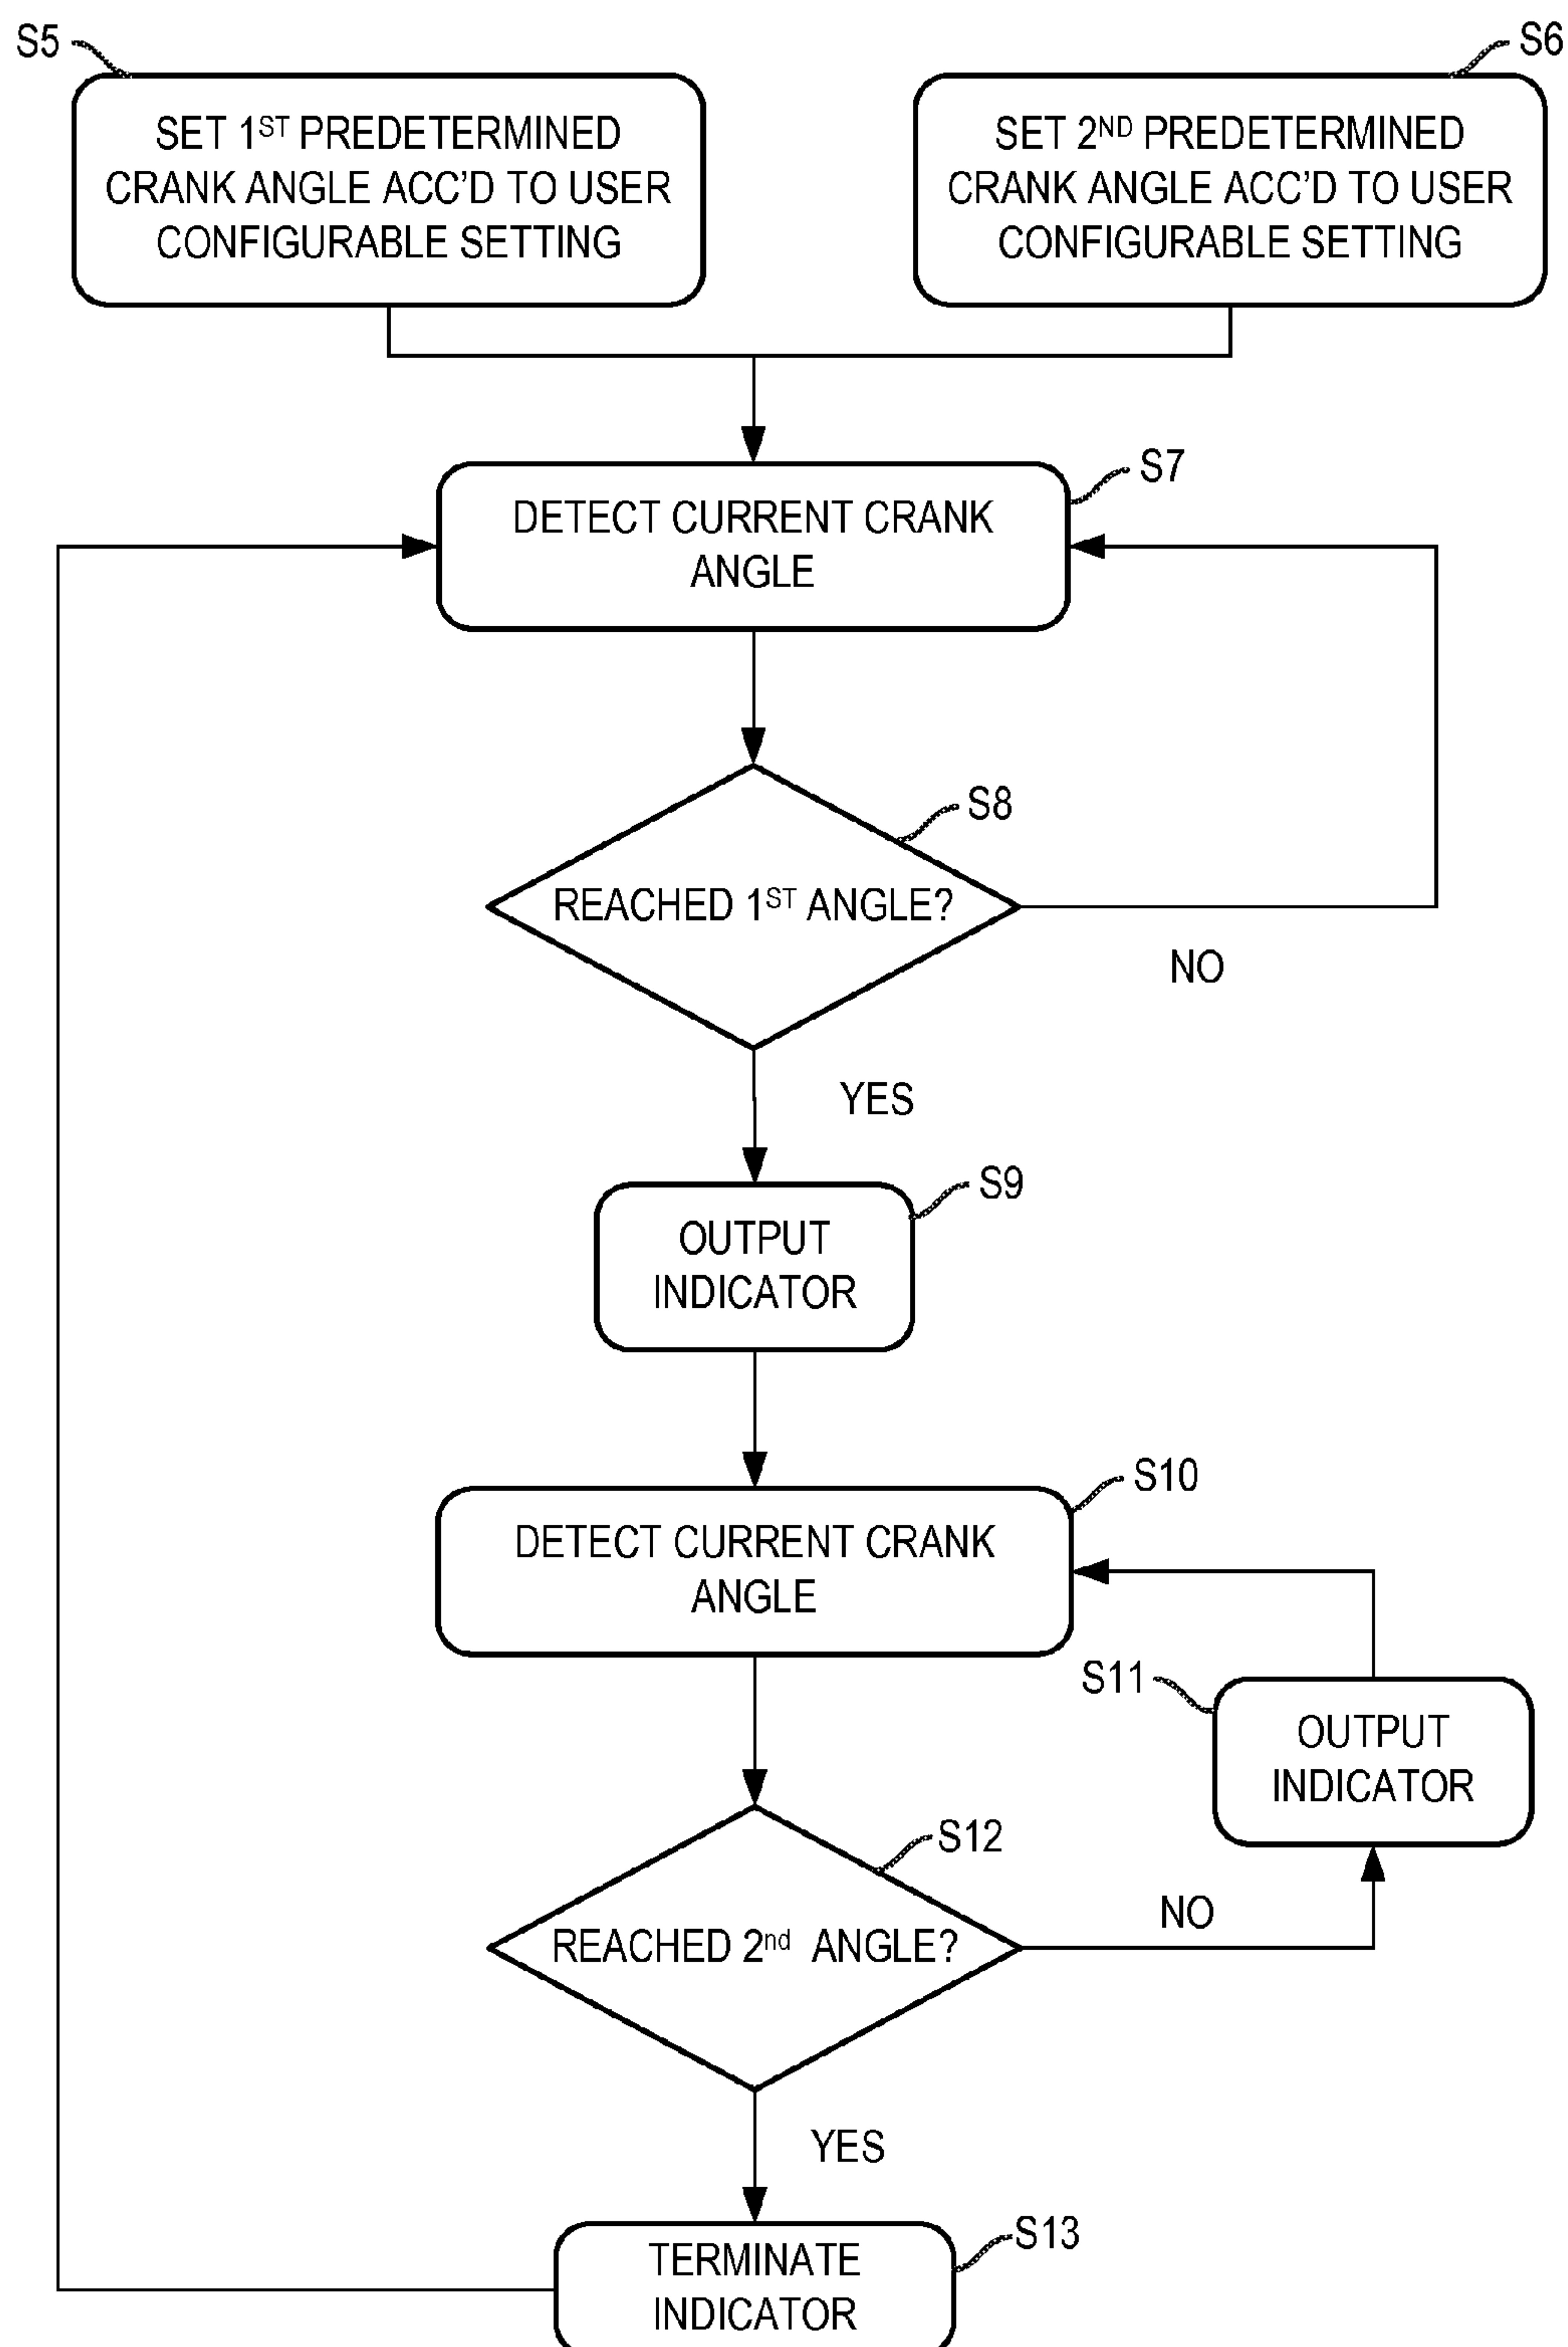 S5
SET 1ST PREDETERMINED
CRANK ANGLE ACC'D TO USER
CONFIGURABLE SETTING
S6
SET 2ND PREDETERMINED
CRANK ANGLE ACC'D TO USER
CONFIGURABLE SETTING
S7
DETECT CURRENT CRANK
ANGLE
S8
REACHED 1ST ANGLE?
NO
YES
S9
OUTPUT
INDICATOR
S10
DETECT CURRENT CRANK
ANGLE
S11
OUTPUT
INDICATOR
S12
REACHED 2nd ANGLE?
NO
YES
S13
TERMINATE
INDICATOR